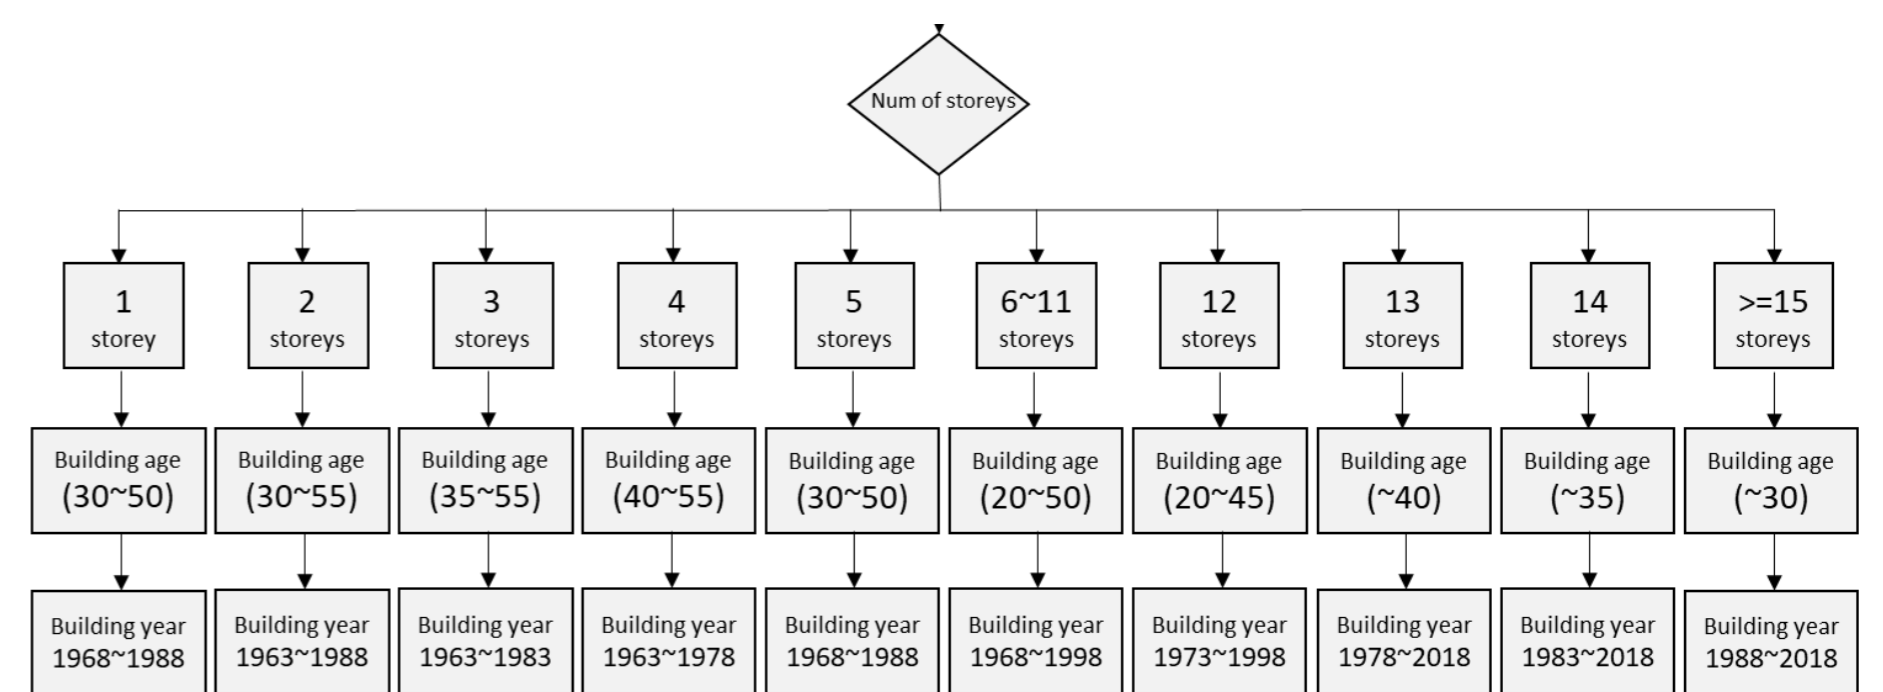 Num of storeys
1
storey
2
storeys
3
storeys
4
storeys
5
storeys
6~11
storeys
12
storeys
13
storeys
14
storeys
>=15
storeys
Building age
(30~50)
Building age
(30~55)
Building age
(35~55)
Building age
(40~55)
Building age
(30~50)
Building age
(20~50)
Building age
(20~45)
Building age
(~40)
Building age
(~35)
Building age
(~30)
Building year
1968~1988
Building year
1963~1988
Building year
1963~1983
Building year
1963~1978
Building year
1968~1988
Building year
1968~1998
Building year
1973~1998
Building year
1978~2018
Building year
1983~2018
Building year
1988~2018